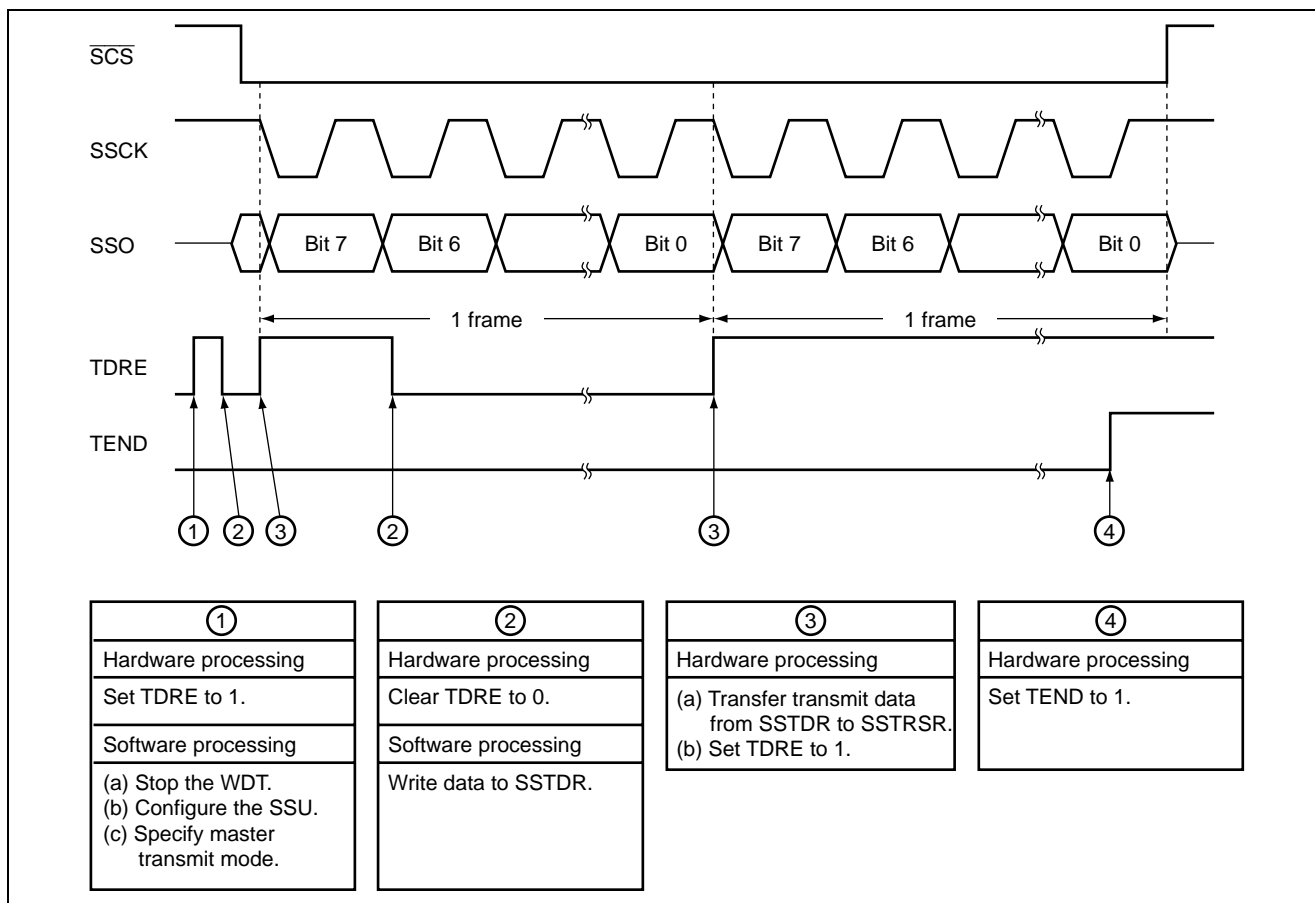 SCS
SSCK
SSO
Bit 7
Bit 6
Bit 0
Bit 7
Bit 6
Bit 0
1 frame
1 frame
TDRE
TEND
① ② ③ ② ③ ④
①
Hardware processing
Set TDRE to 1.
Software processing
(a) Stop the WDT.
(b) Configure the SSU.
(c) Specify master
transmit mode.
②
Hardware processing
Clear TDRE to 0.
Software processing
Write data to SSTDR.
③
Hardware processing
(a) Transfer transmit data
from SSTDR to SSTRSR.
(b) Set TDRE to 1.
④
Hardware processing
Set TEND to 1.